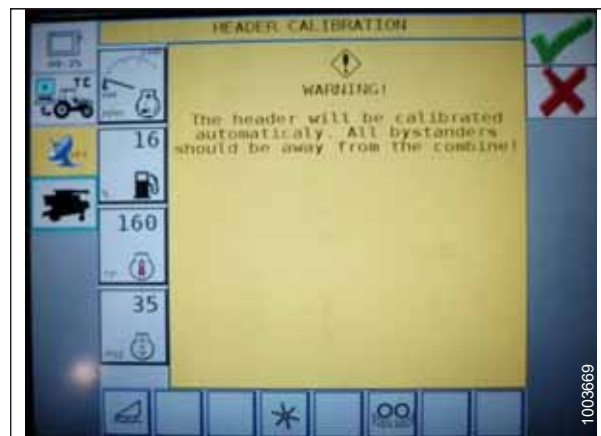 HEADER CALIBRATION
WARNING!
The header will be calibrated
automaticaly. All bystanders
should be away from the combine!
TC
16
160
35
1003669